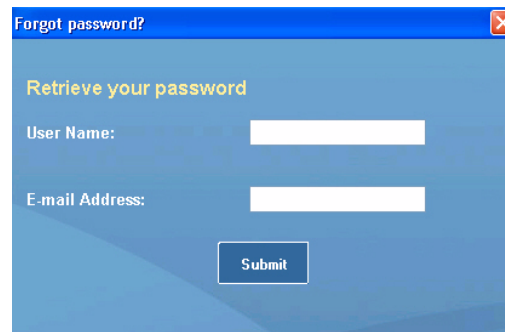 Forgot password?
Retrieve your password
User Name:
E-mail Address:
Submit